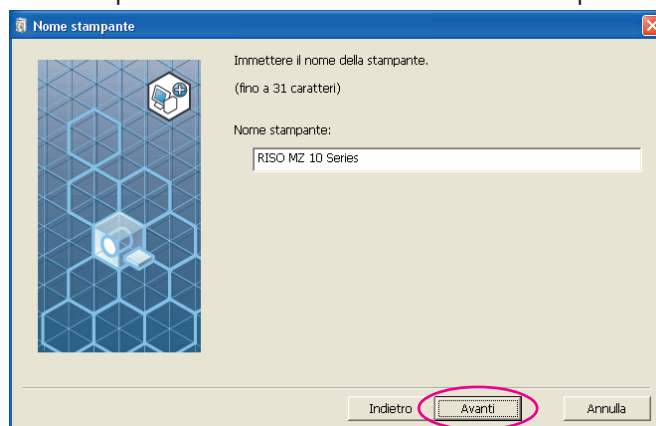 Nome stampante
Immettere il nome della stampante.
(fino a 31 caratteri)
Nome stampante:
RISO MZ 10 Series
Indietro Avanti Annulla